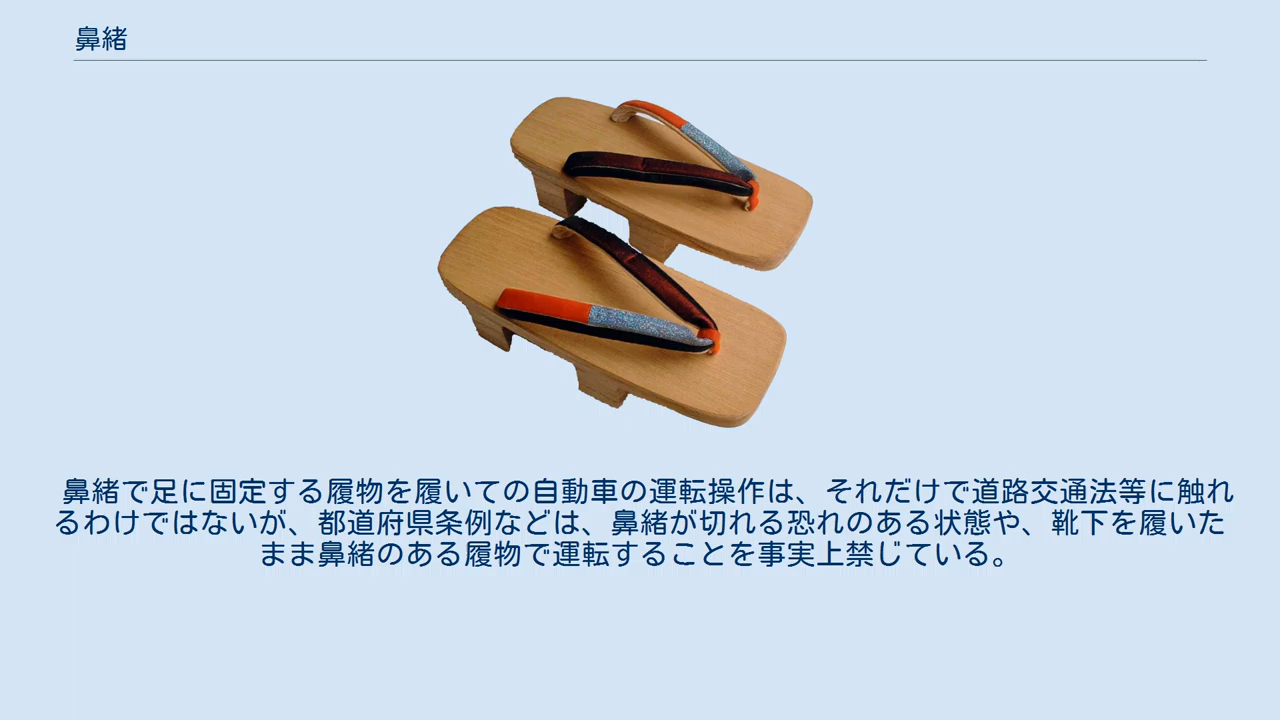 鼻緒
鼻緒で足に固定する履物を履いての自動車の運転操作は、それだけで道路交通法等に触れ
るわけではないが、都道府県条例などは、鼻緒が切れる恐れのある状態や、靴下を履いた
まま鼻緒のある履物で運転することを事実上禁じている。